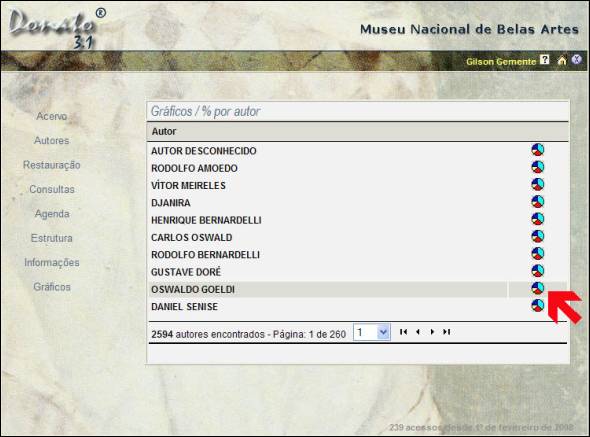 Donato®
3.1
Museu Nacional de Belas Artes
Gilson Gemente ? X
Acervo
Autores
Restauração
Consultas
Agenda
Estrutura
Informações
Gráficos
Gráficos / % por autor
Autor
AUTOR DESCONHECIDO
RODOLFO AMOEDO
VÍTOR MEIRELES
DJANIRA
HENRIQUE BERNARDELLI
CARLOS OSWALD
RODOLFO BERNARDELLI
GUSTAVE DORÉ
OSWALDO GOELDI
DANIEL SENISE
2594 autores encontrados - Página: 1 de 260 1
239 acessos desde 1º de fevereiro de 2008